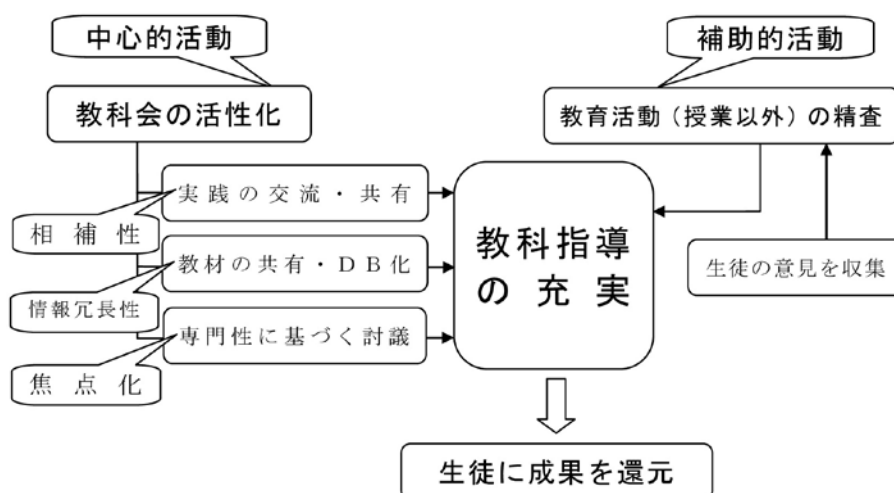 中心的活動
補助的活動
教科会の活性化
教育活動（授業以外）の精査
実践の交流・共有
相補性
教材の共有・ＤＢ化
情報冗長性
専門性に基づく討議
焦点化
教科指導
の充実
生徒の意見を収集
生徒に成果を還元